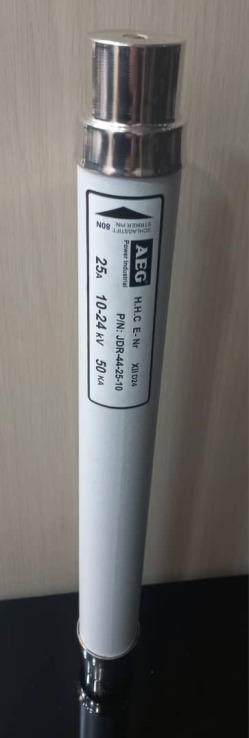 SCHLAGSTIFT
STRIKER PIN
80N
AEG
Power Industrial
H.H.C E- Nr XII D24
P/N: JDR-44-25-10
25A 10-24 kV 50 KA